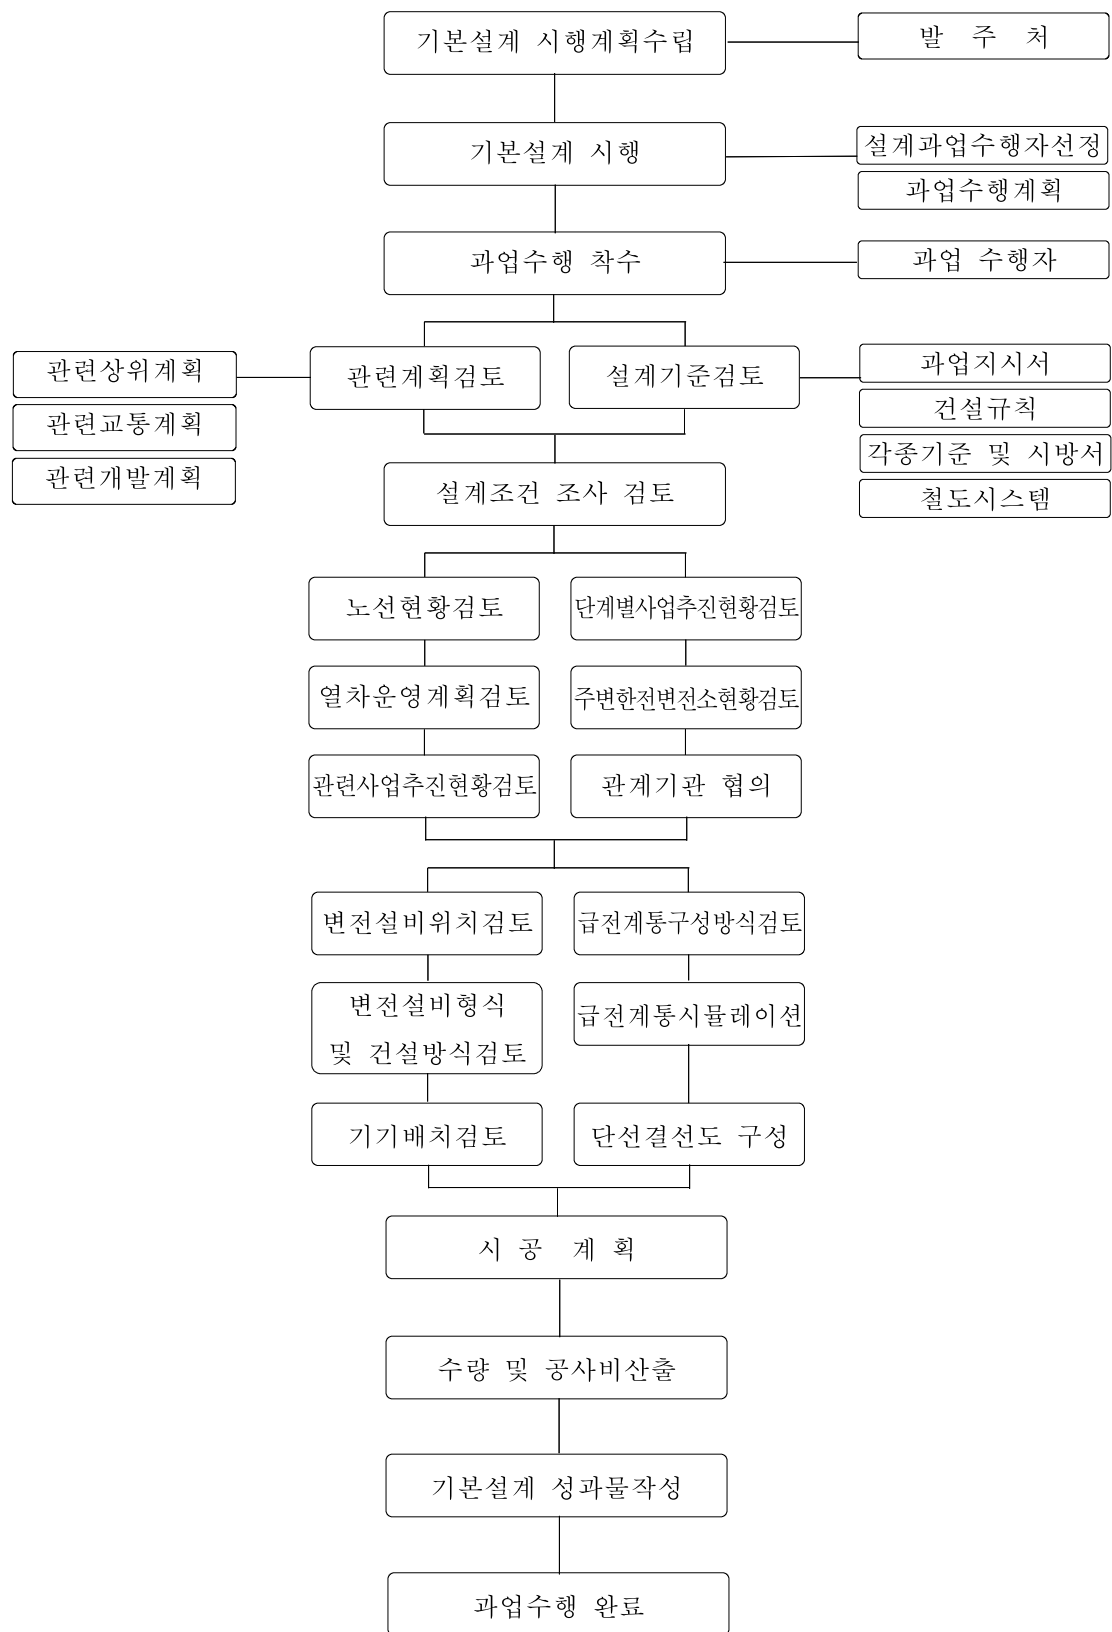 기본설계 시행계획수립
발 주 처
기본설계 시행
설계과업수행자선정
과업수행계획
과업수행 착수
과업 수행자
관련상위계획
관련교통계획
관련개발계획
관련계획검토
설계기준검토
과업지시서
건설규칙
각종기준 및 시방서
철도시스템
설계조건 조사 검토
노선현황검토
단계별사업추진현황검토
열차운영계획검토
주변한전변전소현황검토
관련사업추진현황검토
관계기관 협의
변전설비위치검토
급전계통구성방식검토
변전설비형식
및 건설방식검토
급전계통시뮬레이션
기기배치검토
단선결선도 구성
시 공 계 획
수량 및 공사비산출
기본설계 성과물작성
과업수행 완료